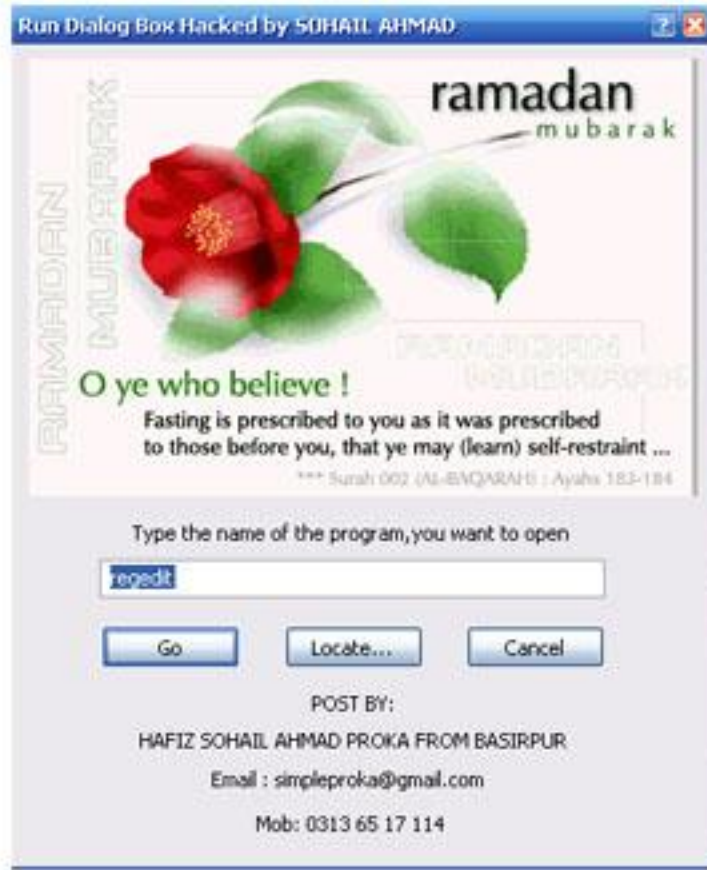 Run Dialog Box Hacked by SOHAIL AHMAD
ramadan
mubarak
RAMADAN
MUBARAK
RAMADAN
MUBARAK
O ye who believe !
Fasting is prescribed to you as it was prescribed
to those before you, that ye may (learn) self-restraint ...
*** Surah 002 (AL-BAQARAH) : Ayahs 183-184
Type the name of the program,you want to open
regedit
Go Locate... Cancel
POST BY:
HAFIZ SOHAIL AHMAD PROKA FROM BASIRPUR
Email : simpleproka@gmail.com
Mob: 0313 65 17 114